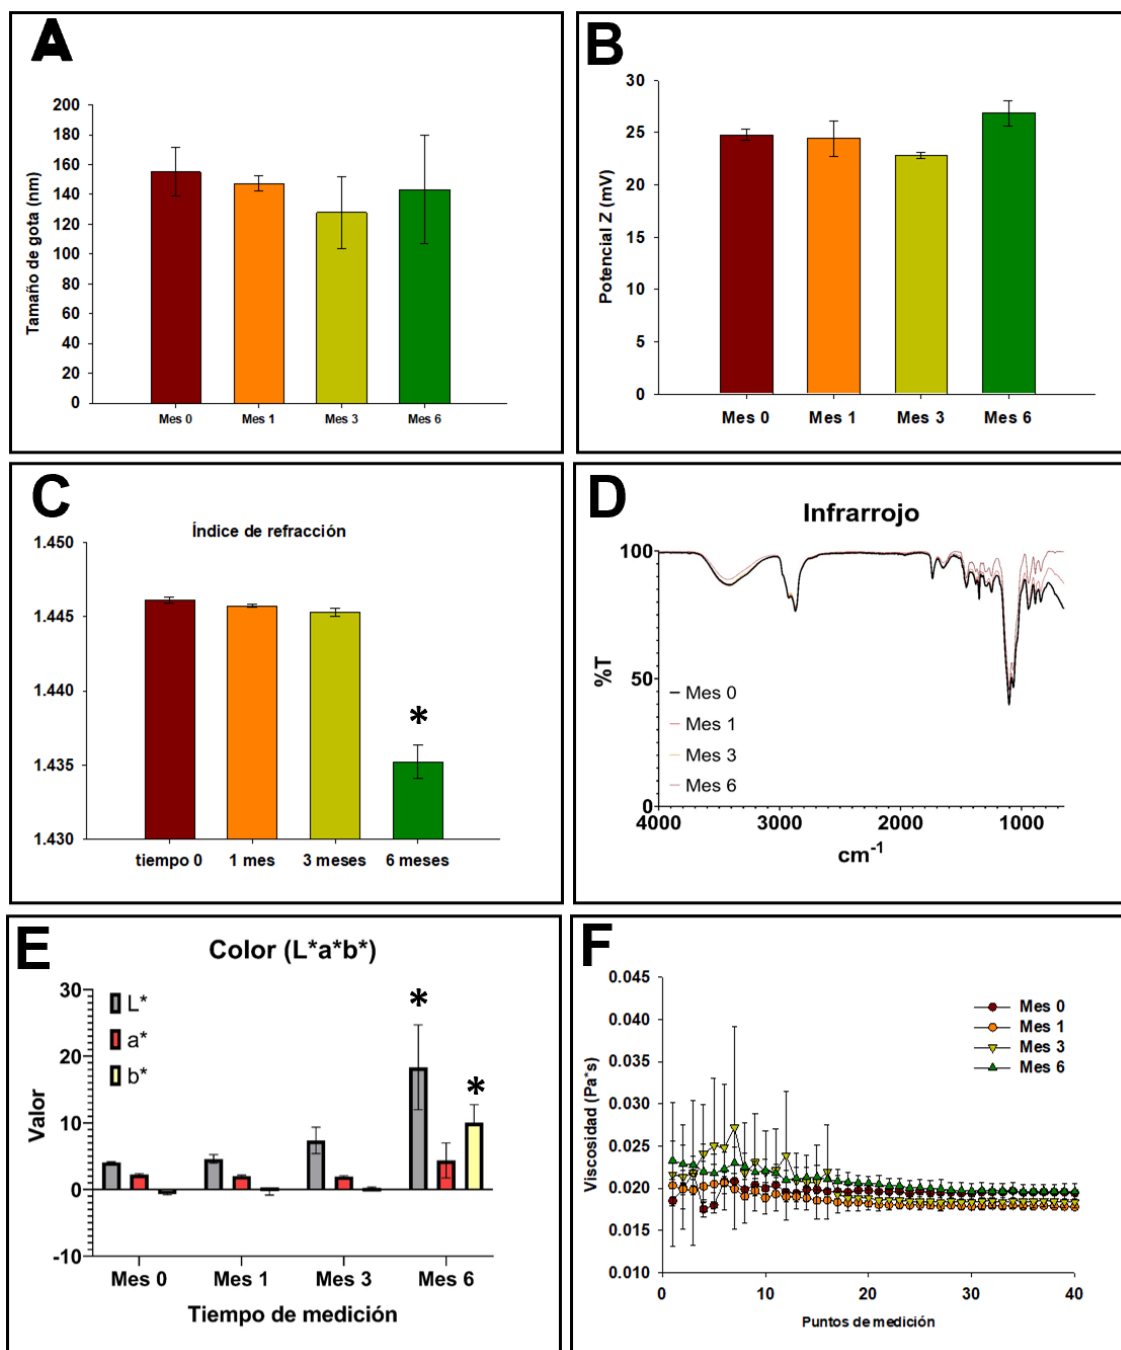 A
Tamaño de gota (nm)
200
180
160
140
120
100
80
60
40
20
0
Mes 0 Mes 1 Mes 3 Mes 6
B
Potencial Z (mV)
30
25
20
15
10
5
0
Mes 0 Mes 1 Mes 3 Mes 6
C
Índice de refracción
1.450
1.445
1.440
1.435
1.430
*
tiempo 0 1 mes 3 meses 6 meses
D
Infrarrojo
%T
100
50
0
Mes 0
Mes 1
Mes 3
Mes 6
4000 3000 2000 1000
cm-1
E
Color (L*a*b*)
Valor
30
20
10
0
-10
L*
a*
b*
*
*
Mes 0 Mes 1 Mes 3 Mes 6
Tiempo de medición
F
Viscosidad (Pa*s)
0.045
0.040
0.035
0.030
0.025
0.020
0.015
0.010
Mes 0
Mes 1
Mes 3
Mes 6
0 10 20 30 40
Puntos de medición